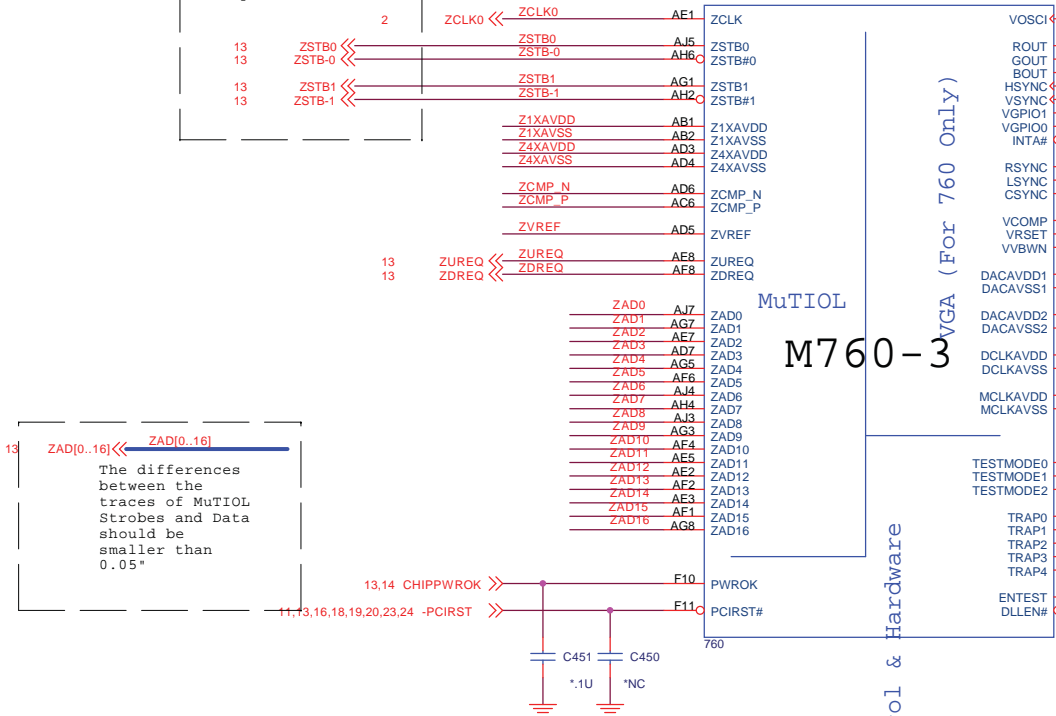 2 ZCLK0 ZCLK0 AE1 ZCLK VOSCI
13 ZSTB0 ZSTB0 AJ5 ZSTB0 ROUT
13 ZSTB-0 ZSTB-0 AH6 ZSTB#0 GOUT
BOUT
13 ZSTB1 ZSTB1 AG1 ZSTB1 HSYNC
13 ZSTB-1 ZSTB-1 AH2 ZSTB#1 VSYNC
VGPIO1
Z1XAVDD AB1 Z1XAVDD VGPIO0
Z1XAVSS AB2 Z1XAVSS INTA#
Z4XAVDD AD3 Z4XAVDD
Z4XAVSS AD4 Z4XAVSS RSYNC
LSYNC
ZCMP_N AD6 ZCMP_N CSYNC
ZCMP_P AC6 ZCMP_P
VCOMP
ZVREF AD5 ZVREF VRSET
VVBWN
13 ZUREQ ZUREQ AE8 ZUREQ
13 ZDREQ ZDREQ AF8 ZDREQ DACAVDD1
DACAVSS1
VGA (For 760 Only)
MuTIOL
M760-3
ZAD0 AJ7 ZAD0 DACAVDD2
ZAD1 AG7 ZAD1 DACAVSS2
ZAD2 AE7 ZAD2
ZAD3 AD7 ZAD3 DCLKAVDD
ZAD4 AG5 ZAD4 DCLKAVSS
ZAD5 AF6 ZAD5
ZAD6 AJ4 ZAD6 MCLKAVDD
ZAD7 AH4 ZAD7 MCLKAVSS
ZAD8 AJ3 ZAD8
ZAD9 AG3 ZAD9
ZAD10 AF4 ZAD10
ZAD11 AE5 ZAD11 TESTMODE0
ZAD12 AE2 ZAD12 TESTMODE1
ZAD13 AF2 ZAD13 TESTMODE2
ZAD14 AE3 ZAD14
ZAD15 AF1 ZAD15 TRAP0
ZAD16 AG8 ZAD16 TRAP1
TRAP2
TRAP3
TRAP4
13 ZAD[0..16] ZAD[0..16]
The differences
between the
traces of MuTIOL
Strobes and Data
should be
smaller than
0.05"
13,14 CHIPPWROK F10 PWROK ENTEST
11,13,16,18,19,20,23,24 -PCIRST F11 PCIRST# DLLEN#
760
ol & Hardware
C451 C450
*.1U *NC